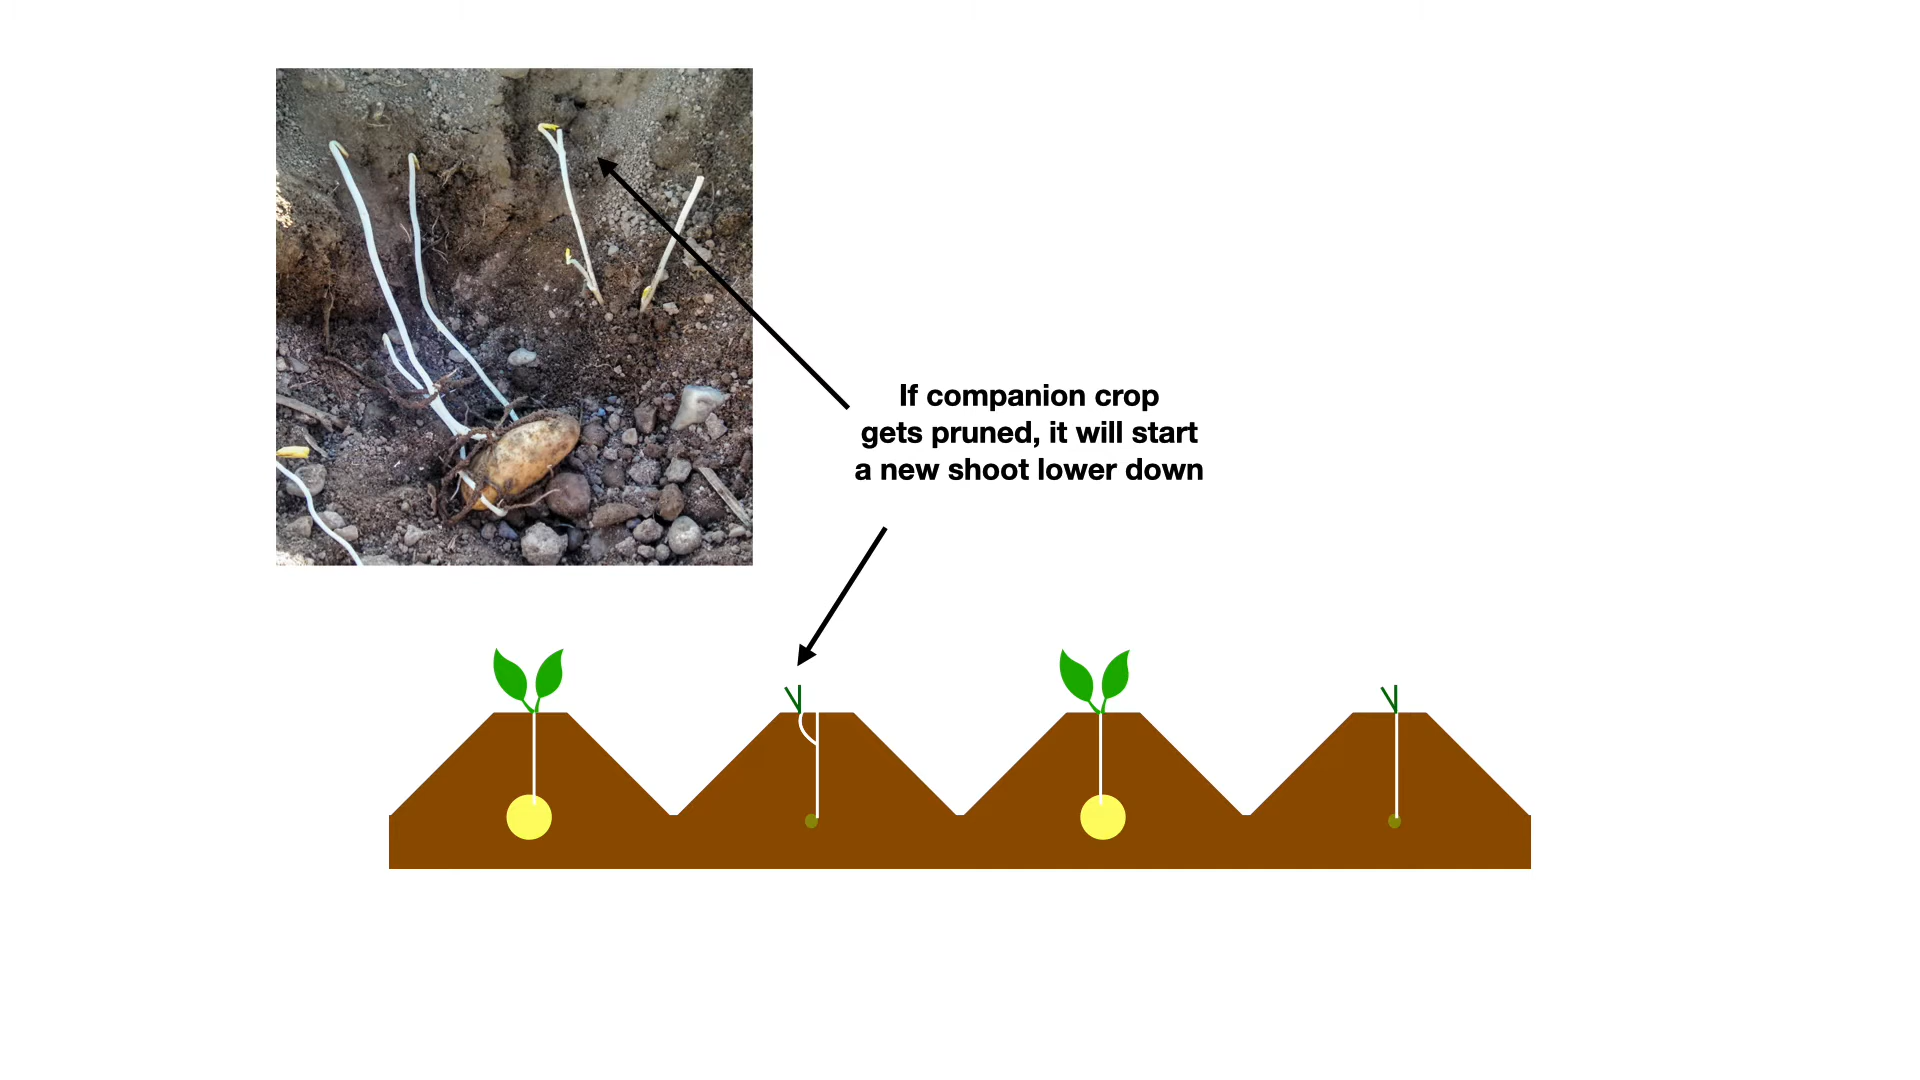 If companion crop
gets pruned, it will start
a new shoot lower down